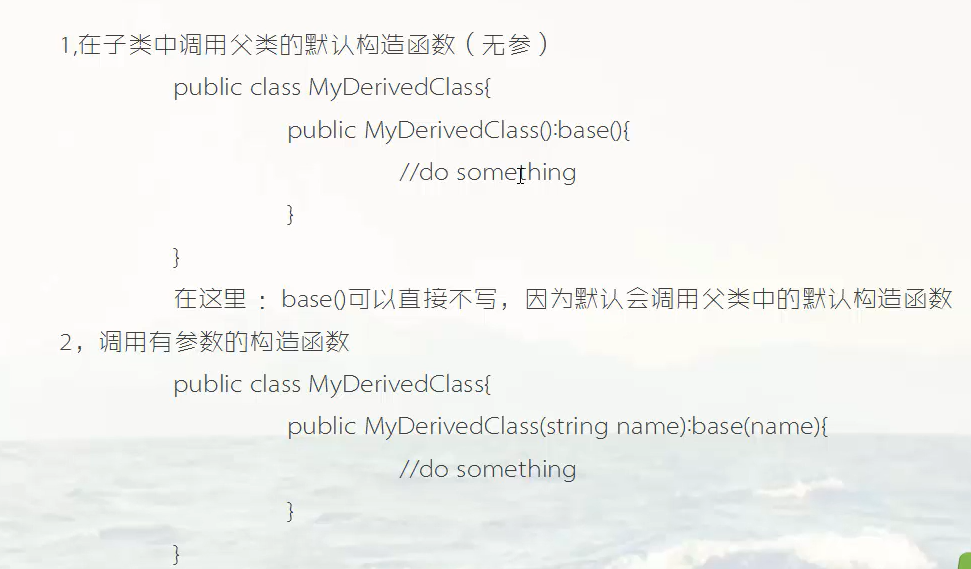 1,在子类中调用父类的默认构造函数（无参）
public class MyDerivedClass{
public MyDerivedClass():base(){
//do something
}
}
在这里 ：base()可以直接不写，因为默认会调用父类中的默认构造函数
2，调用有参数的构造函数
public class MyDerivedClass{
public MyDerivedClass(string name):base(name){
//do something
}
}